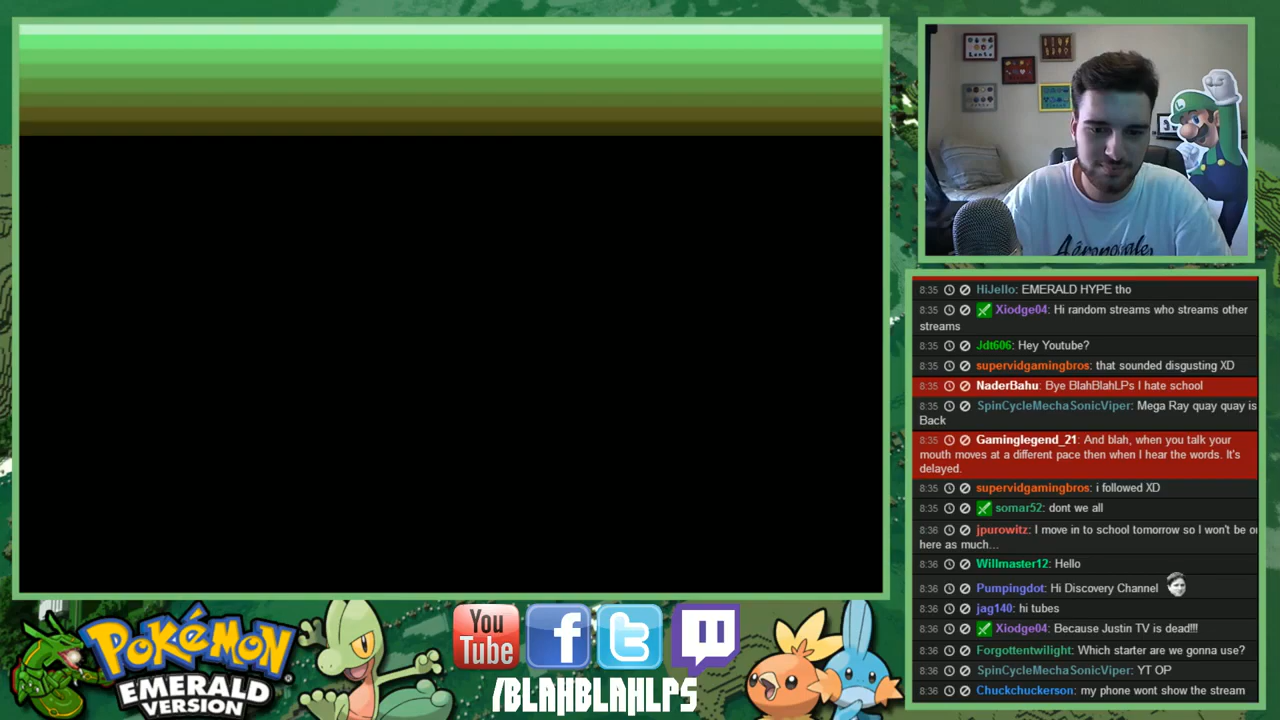 Aéropostale
8:35 HiJello: EMERALD HYPE tho
8:35 Xiodge04: Hi random streams who streams other
streams
8:35 Jdt606: Hey Youtube?
8:35 supervidgamingbros: that sounded disgusting XD
8:35 NaderBahu: Bye BlahBlahLPs I hate school
8:35 SpinCycleMechaSonicViper: Mega Ray quay quay is
Back
8:35 Gaminglegend_21: And blah, when you talk your
mouth moves at a different pace then when I hear the words. It's
delayed.
8:35 supervidgamingbros: i followed XD
8:35 somar52: dont we all
8:36 jpurowitz: I move in to school tomorrow so I won't be
here as much...
8:36 Willmaster12: Hello
8:36 Pumpingdot: Hi Discovery Channel
8:36 jag140: hi tubes
8:36 Xiodge04: Because Justin TV is dead!!!
8:36 Forgottentwilight: Which starter are we gonna use?
8:36 SpinCycleMechaSonicViper: YT OP
8:36 Chuckchuckerson: my phone wont show the stream
POKéMON
EMERALD
VERSION
You
Tube
f
t
/BLAHBLAHLPS